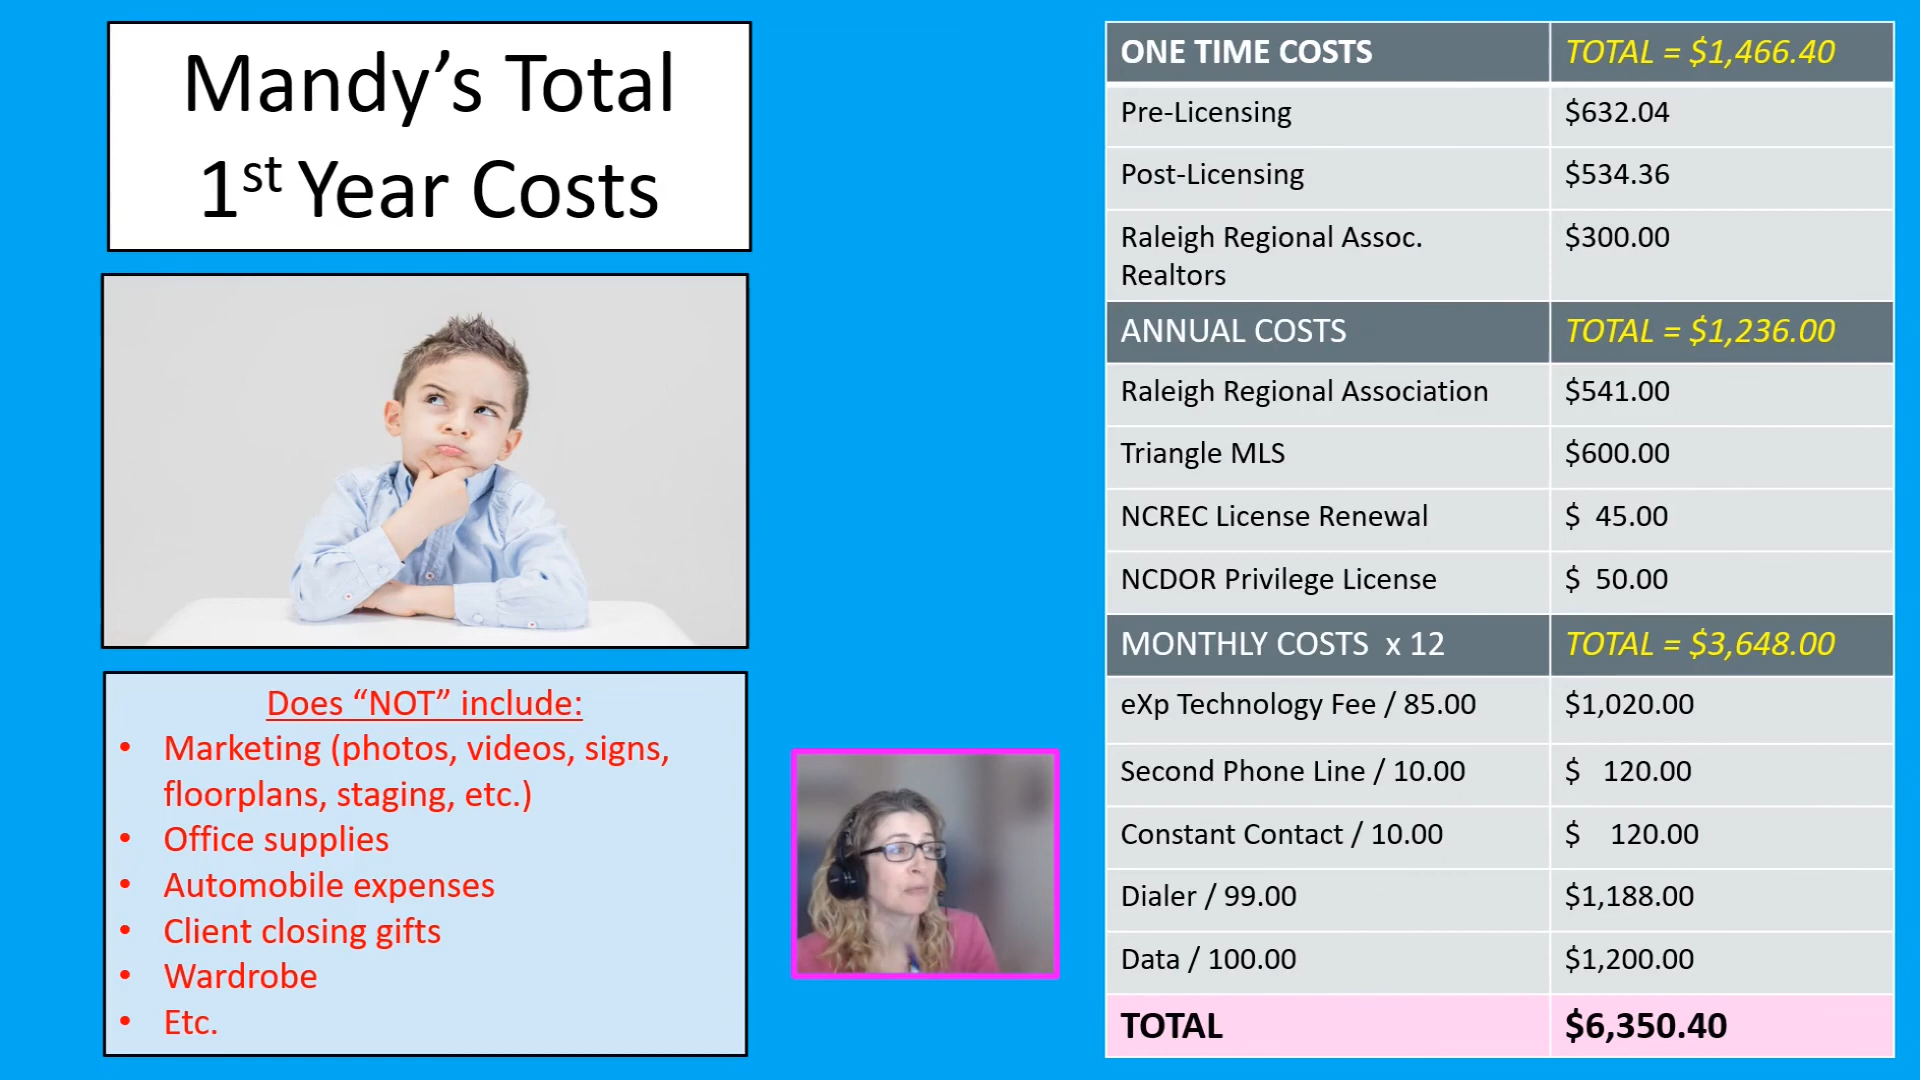 Mandy's Total
1st Year Costs
Does “NOT” include:
• Marketing (photos, videos, signs,
floorplans, staging, etc.)
• Office supplies
• Automobile expenses
• Client closing gifts
• Wardrobe
• Etc.
ONE TIME COSTS TOTAL = $1,466.40
Pre-Licensing $632.04
Post-Licensing $534.36
Raleigh Regional Assoc. $300.00
Realtors
ANNUAL COSTS TOTAL = $1,236.00
Raleigh Regional Association $541.00
Triangle MLS $600.00
NCREC License Renewal $ 45.00
NCDOR Privilege License $ 50.00
MONTHLY COSTS x 12 TOTAL = $3,648.00
eXp Technology Fee / 85.00 $1,020.00
Second Phone Line / 10.00 $ 120.00
Constant Contact / 10.00 $ 120.00
Dialer / 99.00 $1,188.00
Data / 100.00 $1,200.00
TOTAL $6,350.40